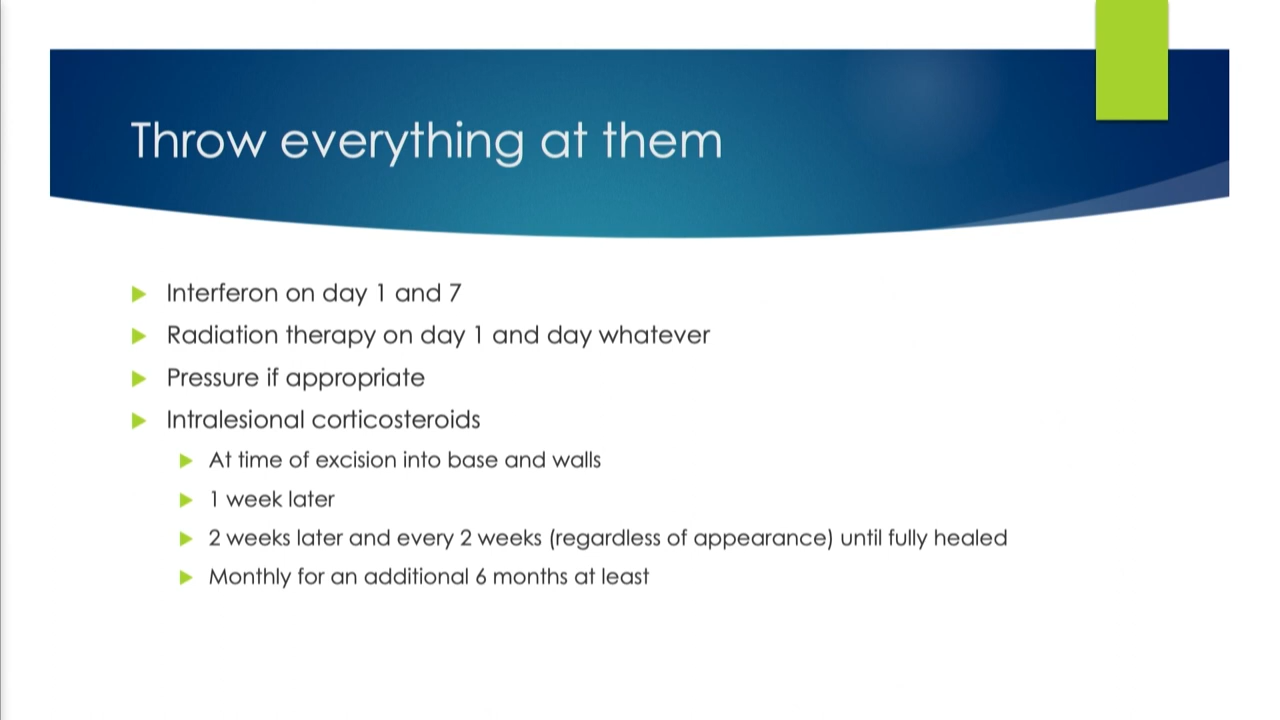 Throw everything at them
Interferon on day 1 and 7
Radiation therapy on day 1 and day whatever
Pressure if appropriate
Intralesional corticosteroids
At time of excision into base and walls
1 week later
2 weeks later and every 2 weeks (regardless of appearance) until fully healed
Monthly for an additional 6 months at least